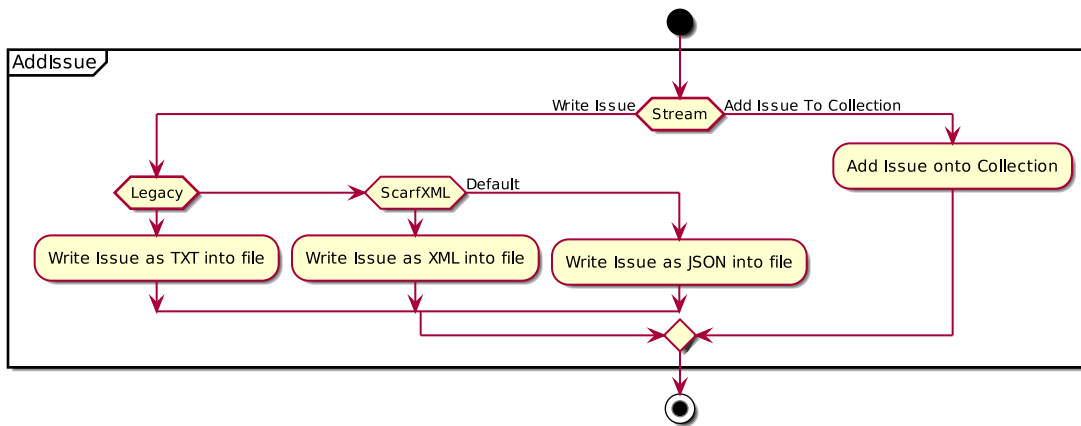 AddIssue
Write Issue
Stream
Add Issue To Collection
Add Issue onto Collection
Legacy
ScarfXML
Default
Write Issue as TXT into file
Write Issue as XML into file
Write Issue as JSON into file